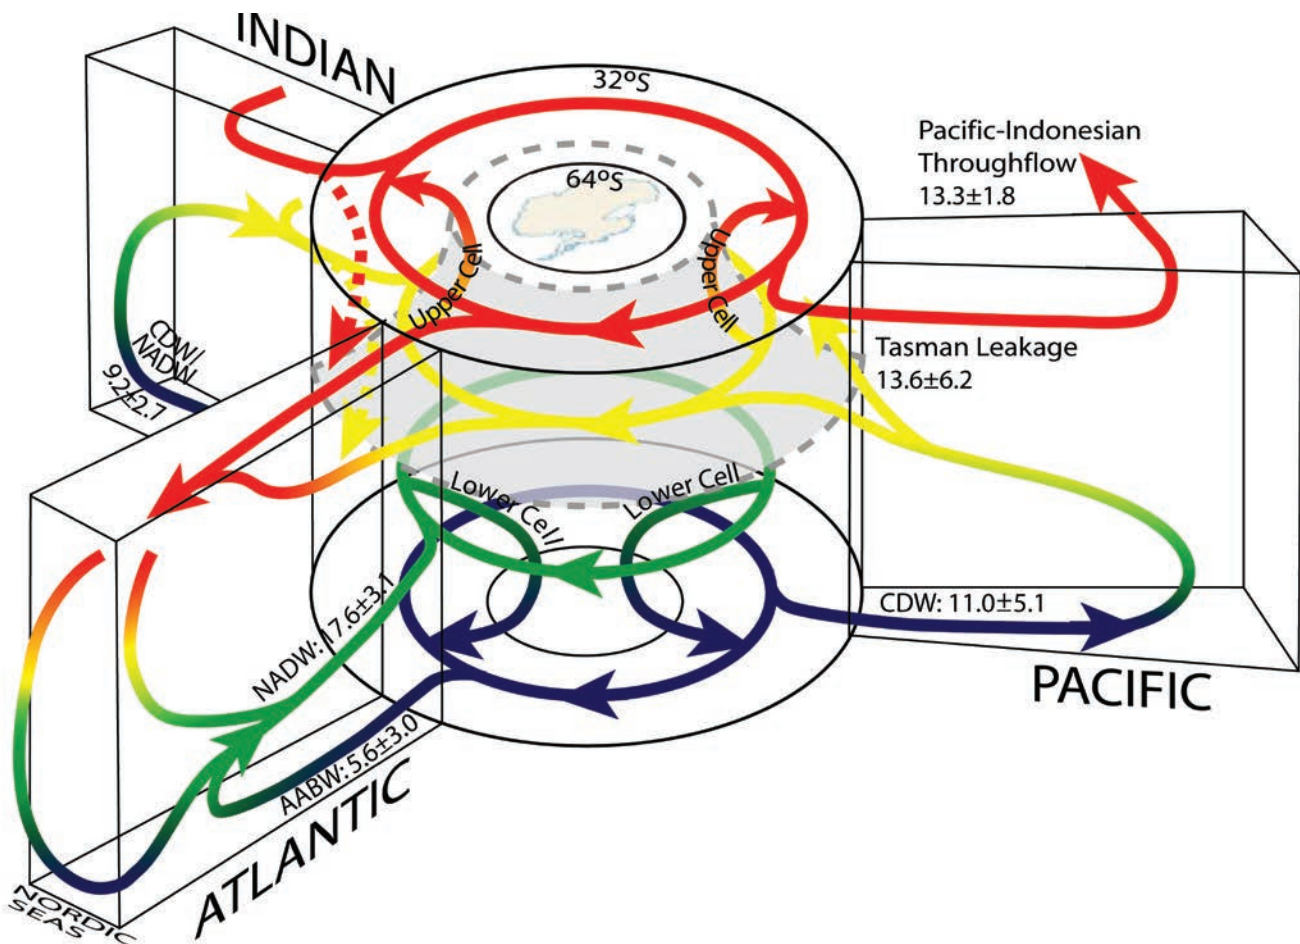 INDIAN
32ºS
64ºS
Pacific-Indonesian
Throughflow
13.3±1.8
Upper Cell
Upper Cell
Tasman Leakage
13.6±6.2
CDW/
NADW
9.2±2.7
Lower Cell
Lower Cell
CDW: 11.0±5.1
PACIFIC
NADW: 17.6±3.1
AABW: 5.6±3.0
ATLANTIC
NORDIC
SEAS